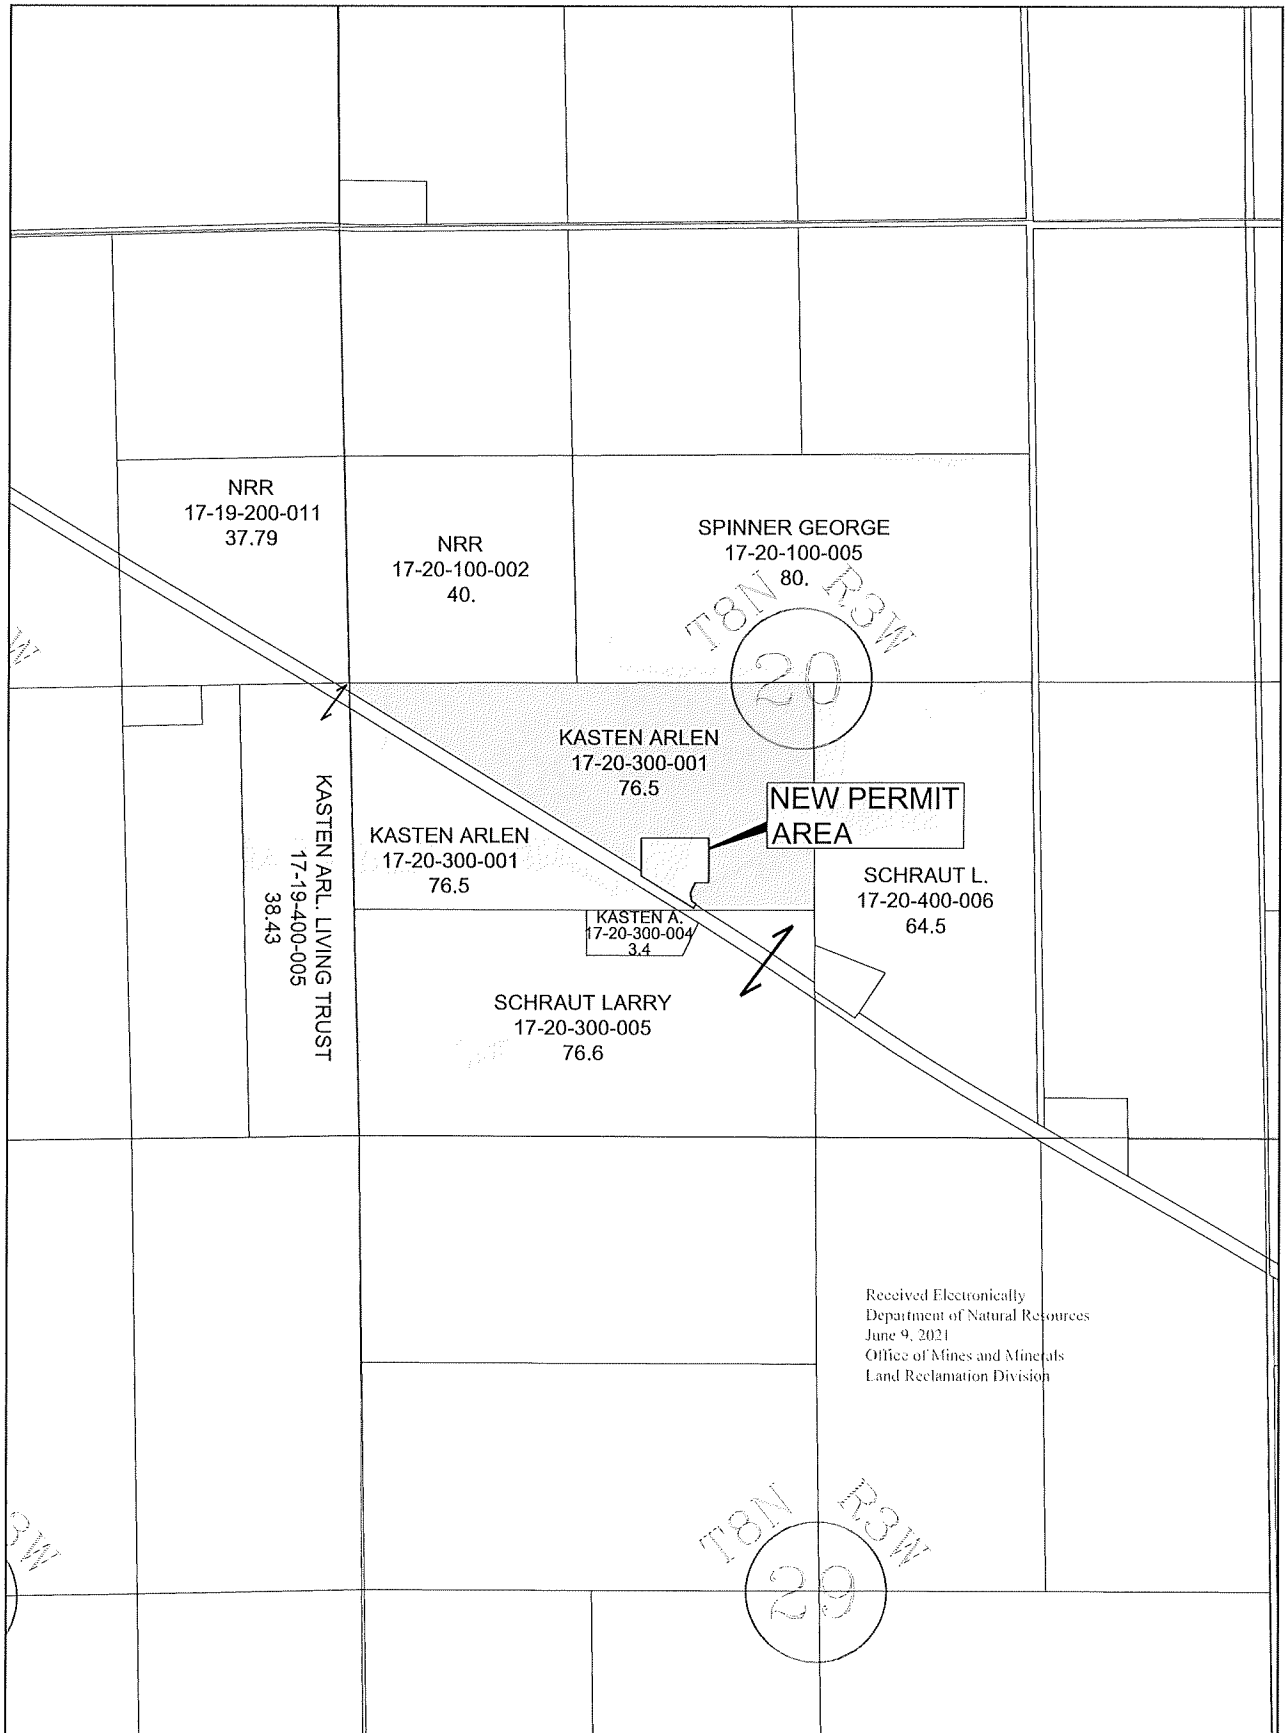 NRR
17-19-200-011
37.79
NRR
17-20-100-002
40.
SPINNER GEORGE
17-20-100-005
80.
T8N R3W
20
W
KASTEN ARLEN
17-20-300-001
76.5
NEW PERMIT
AREA
KASTEN ARLEN
17-20-300-001
76.5
KASTEN ARL. LIVING TRUST
17-19-400-005
38.43
SCHRAUT L.
17-20-400-006
64.5
KASTEN A.
17-20-300-004
3.4
SCHRAUT LARRY
17-20-300-005
76.6
Received Electronically
Department of Natural Resources
June 9, 2021
Office of Mines and Minerals
Land Reclamation Division
T8N R3W
29
3W